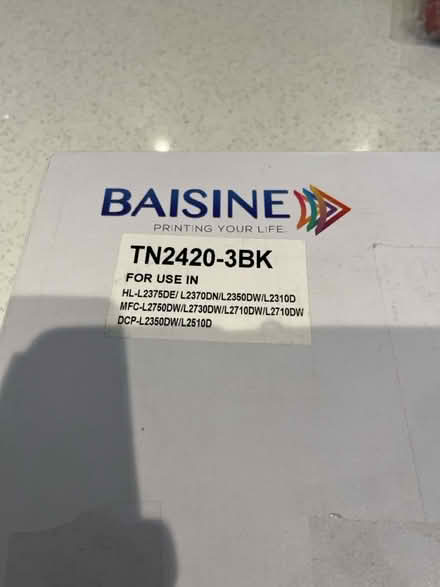 BAISINE
PRINTING YOUR LIFE
TN2420-3BK
FOR USE IN
HL-L2375DE/ L2370DN/L2350DW/L2310D
MFC-L2750DW/L2730DW/L2710DW/L2710DW
DCP-L2350DW/L2510D